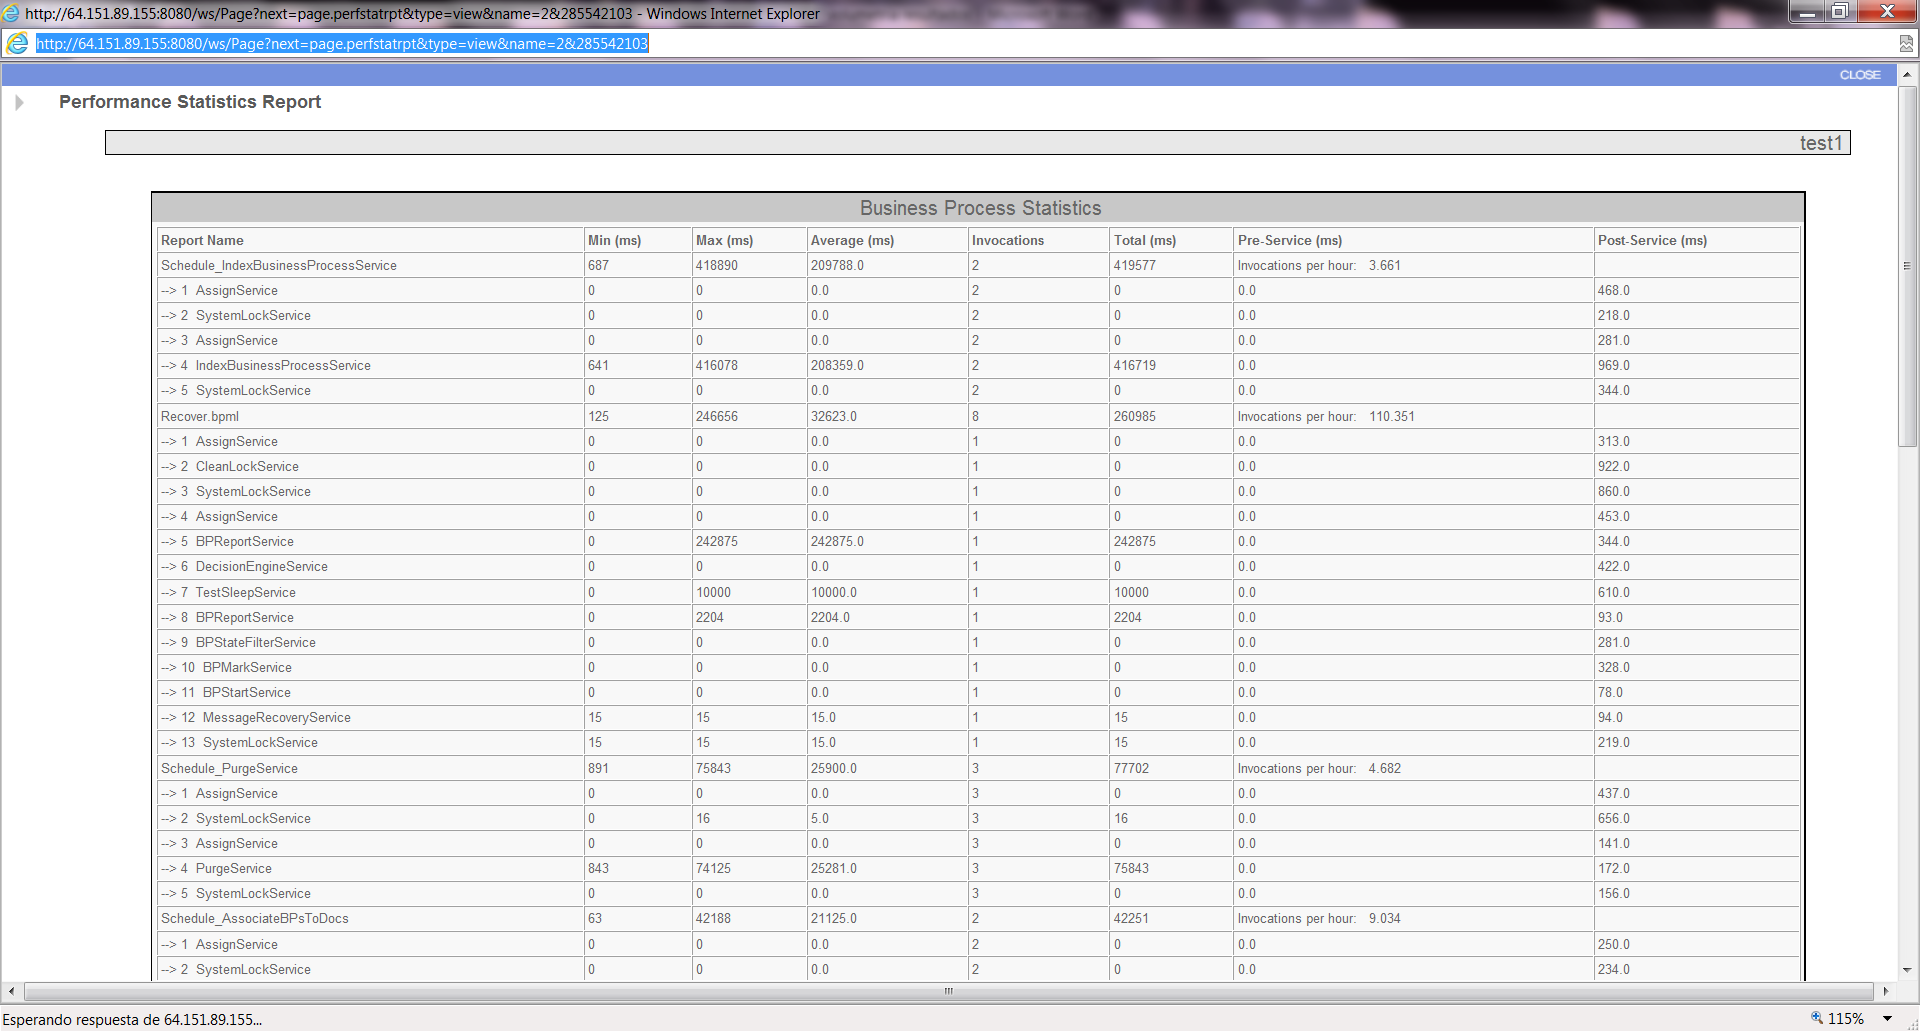 http://64.151.89.155:8080/ws/Page?next=page.perfstatrpt&type=view&name=2&285542103 - Windows Internet Explorer
http://64.151.89.155:8080/ws/Page?next=page.perfstatrpt&type=view&name=2&285542103
CLOSE
Performance Statistics Report
test1
Business Process Statistics
Report Name Min (ms) Max (ms) Average (ms) Invocations Total (ms) Pre-Service (ms) Post-Service (ms)
Schedule_IndexBusinessProcessService 687 418890 209788.0 2 419577 Invocations per hour: 3.661
--> 1 AssignService 0 0 0.0 2 0 0.0 468.0
--> 2 SystemLockService 0 0 0.0 2 0 0.0 218.0
--> 3 AssignService 0 0 0.0 2 0 0.0 281.0
--> 4 IndexBusinessProcessService 641 416078 208359.0 2 416719 0.0 969.0
--> 5 SystemLockService 0 0 0.0 2 0 0.0 344.0
Recover.bpml 125 246656 32623.0 8 260985 Invocations per hour: 110.351
--> 1 AssignService 0 0 0.0 1 0 0.0 313.0
--> 2 CleanLockService 0 0 0.0 1 0 0.0 922.0
--> 3 SystemLockService 0 0 0.0 1 0 0.0 860.0
--> 4 AssignService 0 0 0.0 1 0 0.0 453.0
--> 5 BPReportService 0 242875 242875.0 1 242875 0.0 344.0
--> 6 DecisionEngineService 0 0 0.0 1 0 0.0 422.0
--> 7 TestSleepService 0 10000 10000.0 1 10000 0.0 610.0
--> 8 BPReportService 0 2204 2204.0 1 2204 0.0 93.0
--> 9 BPStateFilterService 0 0 0.0 1 0 0.0 281.0
--> 10 BPMarkService 0 0 0.0 1 0 0.0 328.0
--> 11 BPStartService 0 0 0.0 1 0 0.0 78.0
--> 12 MessageRecoveryService 15 15 15.0 1 15 0.0 94.0
--> 13 SystemLockService 15 15 15.0 1 15 0.0 219.0
Schedule_PurgeService 891 75843 25900.0 3 77702 Invocations per hour: 4.682
--> 1 AssignService 0 0 0.0 3 0 0.0 437.0
--> 2 SystemLockService 0 16 5.0 3 16 0.0 656.0
--> 3 AssignService 0 0 0.0 3 0 0.0 141.0
--> 4 PurgeService 843 74125 25281.0 3 75843 0.0 172.0
--> 5 SystemLockService 0 0 0.0 3 0 0.0 156.0
Schedule_AssociateBPsToDocs 63 42188 21125.0 2 42251 Invocations per hour: 9.034
--> 1 AssignService 0 0 0.0 2 0 0.0 250.0
--> 2 SystemLockService 0 0 0.0 2 0 0.0 234.0
Esperando respuesta de 64.151.89.155...
115%